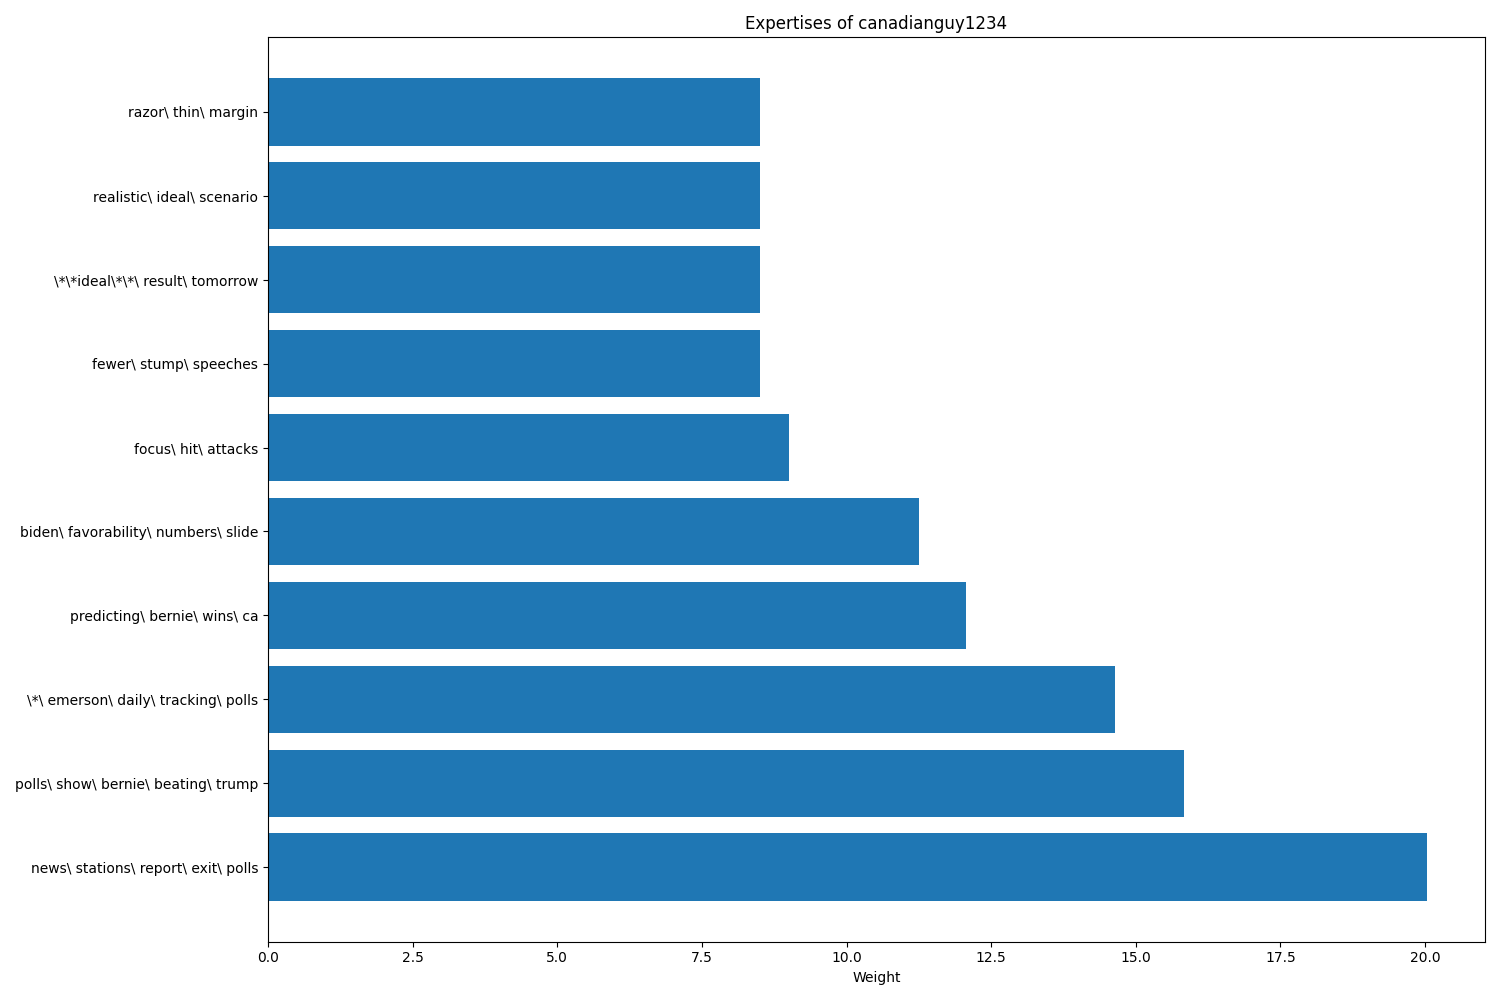 Expertises of canadianguy1234
razor\ thin\ margin
realistic\ ideal\ scenario
\*\*ideal\*\*\ result\ tomorrow
fewer\ stump\ speeches
focus\ hit\ attacks
biden\ favorability\ numbers\ slide
predicting\ bernie\ wins\ ca
\*\ emerson\ daily\ tracking\ polls
polls\ show\ bernie\ beating\ trump
news\ stations\ report\ exit\ polls
0.0 2.5 5.0 7.5 10.0 12.5 15.0 17.5 20.0
Weight